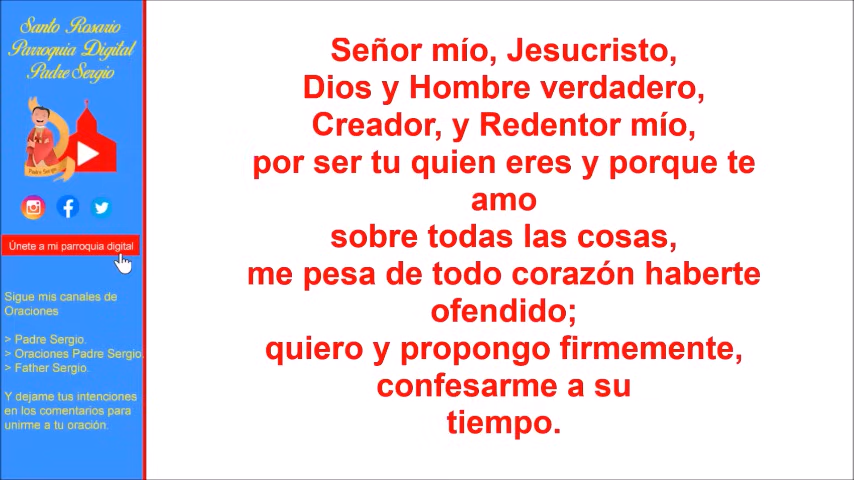 Santo Rosario
Parroquia Digital
Padre Sergio
Padre Sergio
Únete a mi parroquia digital
Sigue mis canales de
Oraciones
> Padre Sergio.
> Oraciones Padre Sergio.
> Father Sergio.
Y dejame tus intenciones
en los comentarios para
unirme a tu oración.
Señor mío, Jesucristo,
Dios y Hombre verdadero,
Creador, y Redentor mío,
por ser tu quien eres y porque te
amo
sobre todas las cosas,
me pesa de todo corazón haberte
ofendido;
quiero y propongo firmemente,
confesarme a su
tiempo.